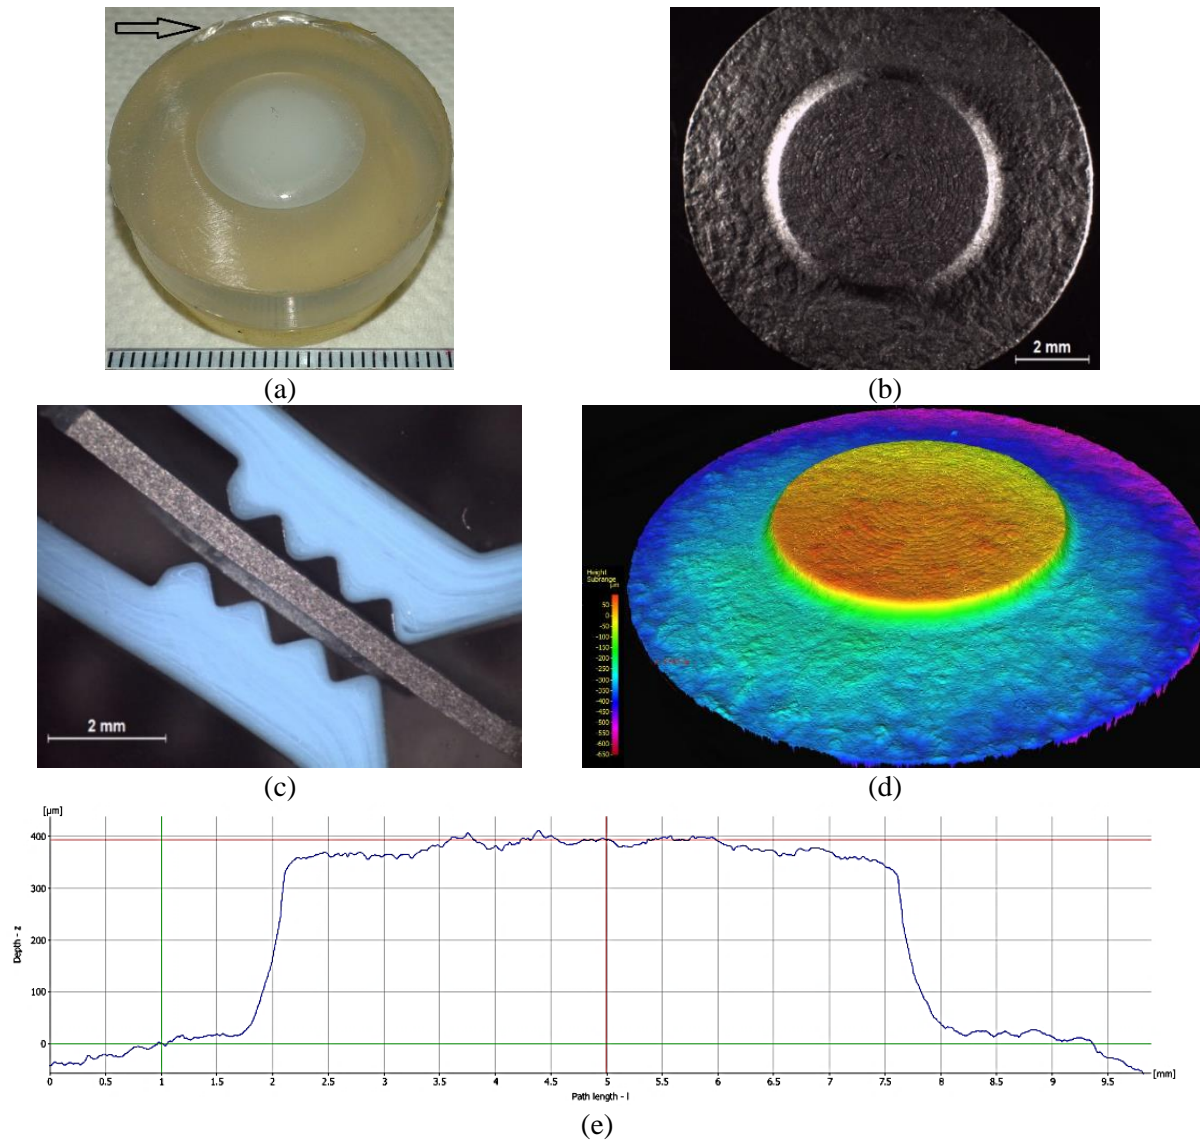 2 mm
(a)
(b)
2 mm
Height
Subrange
µm
50
0
-50
-100
-150
-200
-250
-300
-350
-400
-450
-500
-550
-600
-650
(c)
(d)
[µm]
400
300
200
100
0
Depth - z
0 0.5 1 1.5 2 2.5 3 3.5 4 4.5 5 5.5 6 6.5 7 7.5 8 8.5 9 9.5 [mm]
Path length - l
(e)